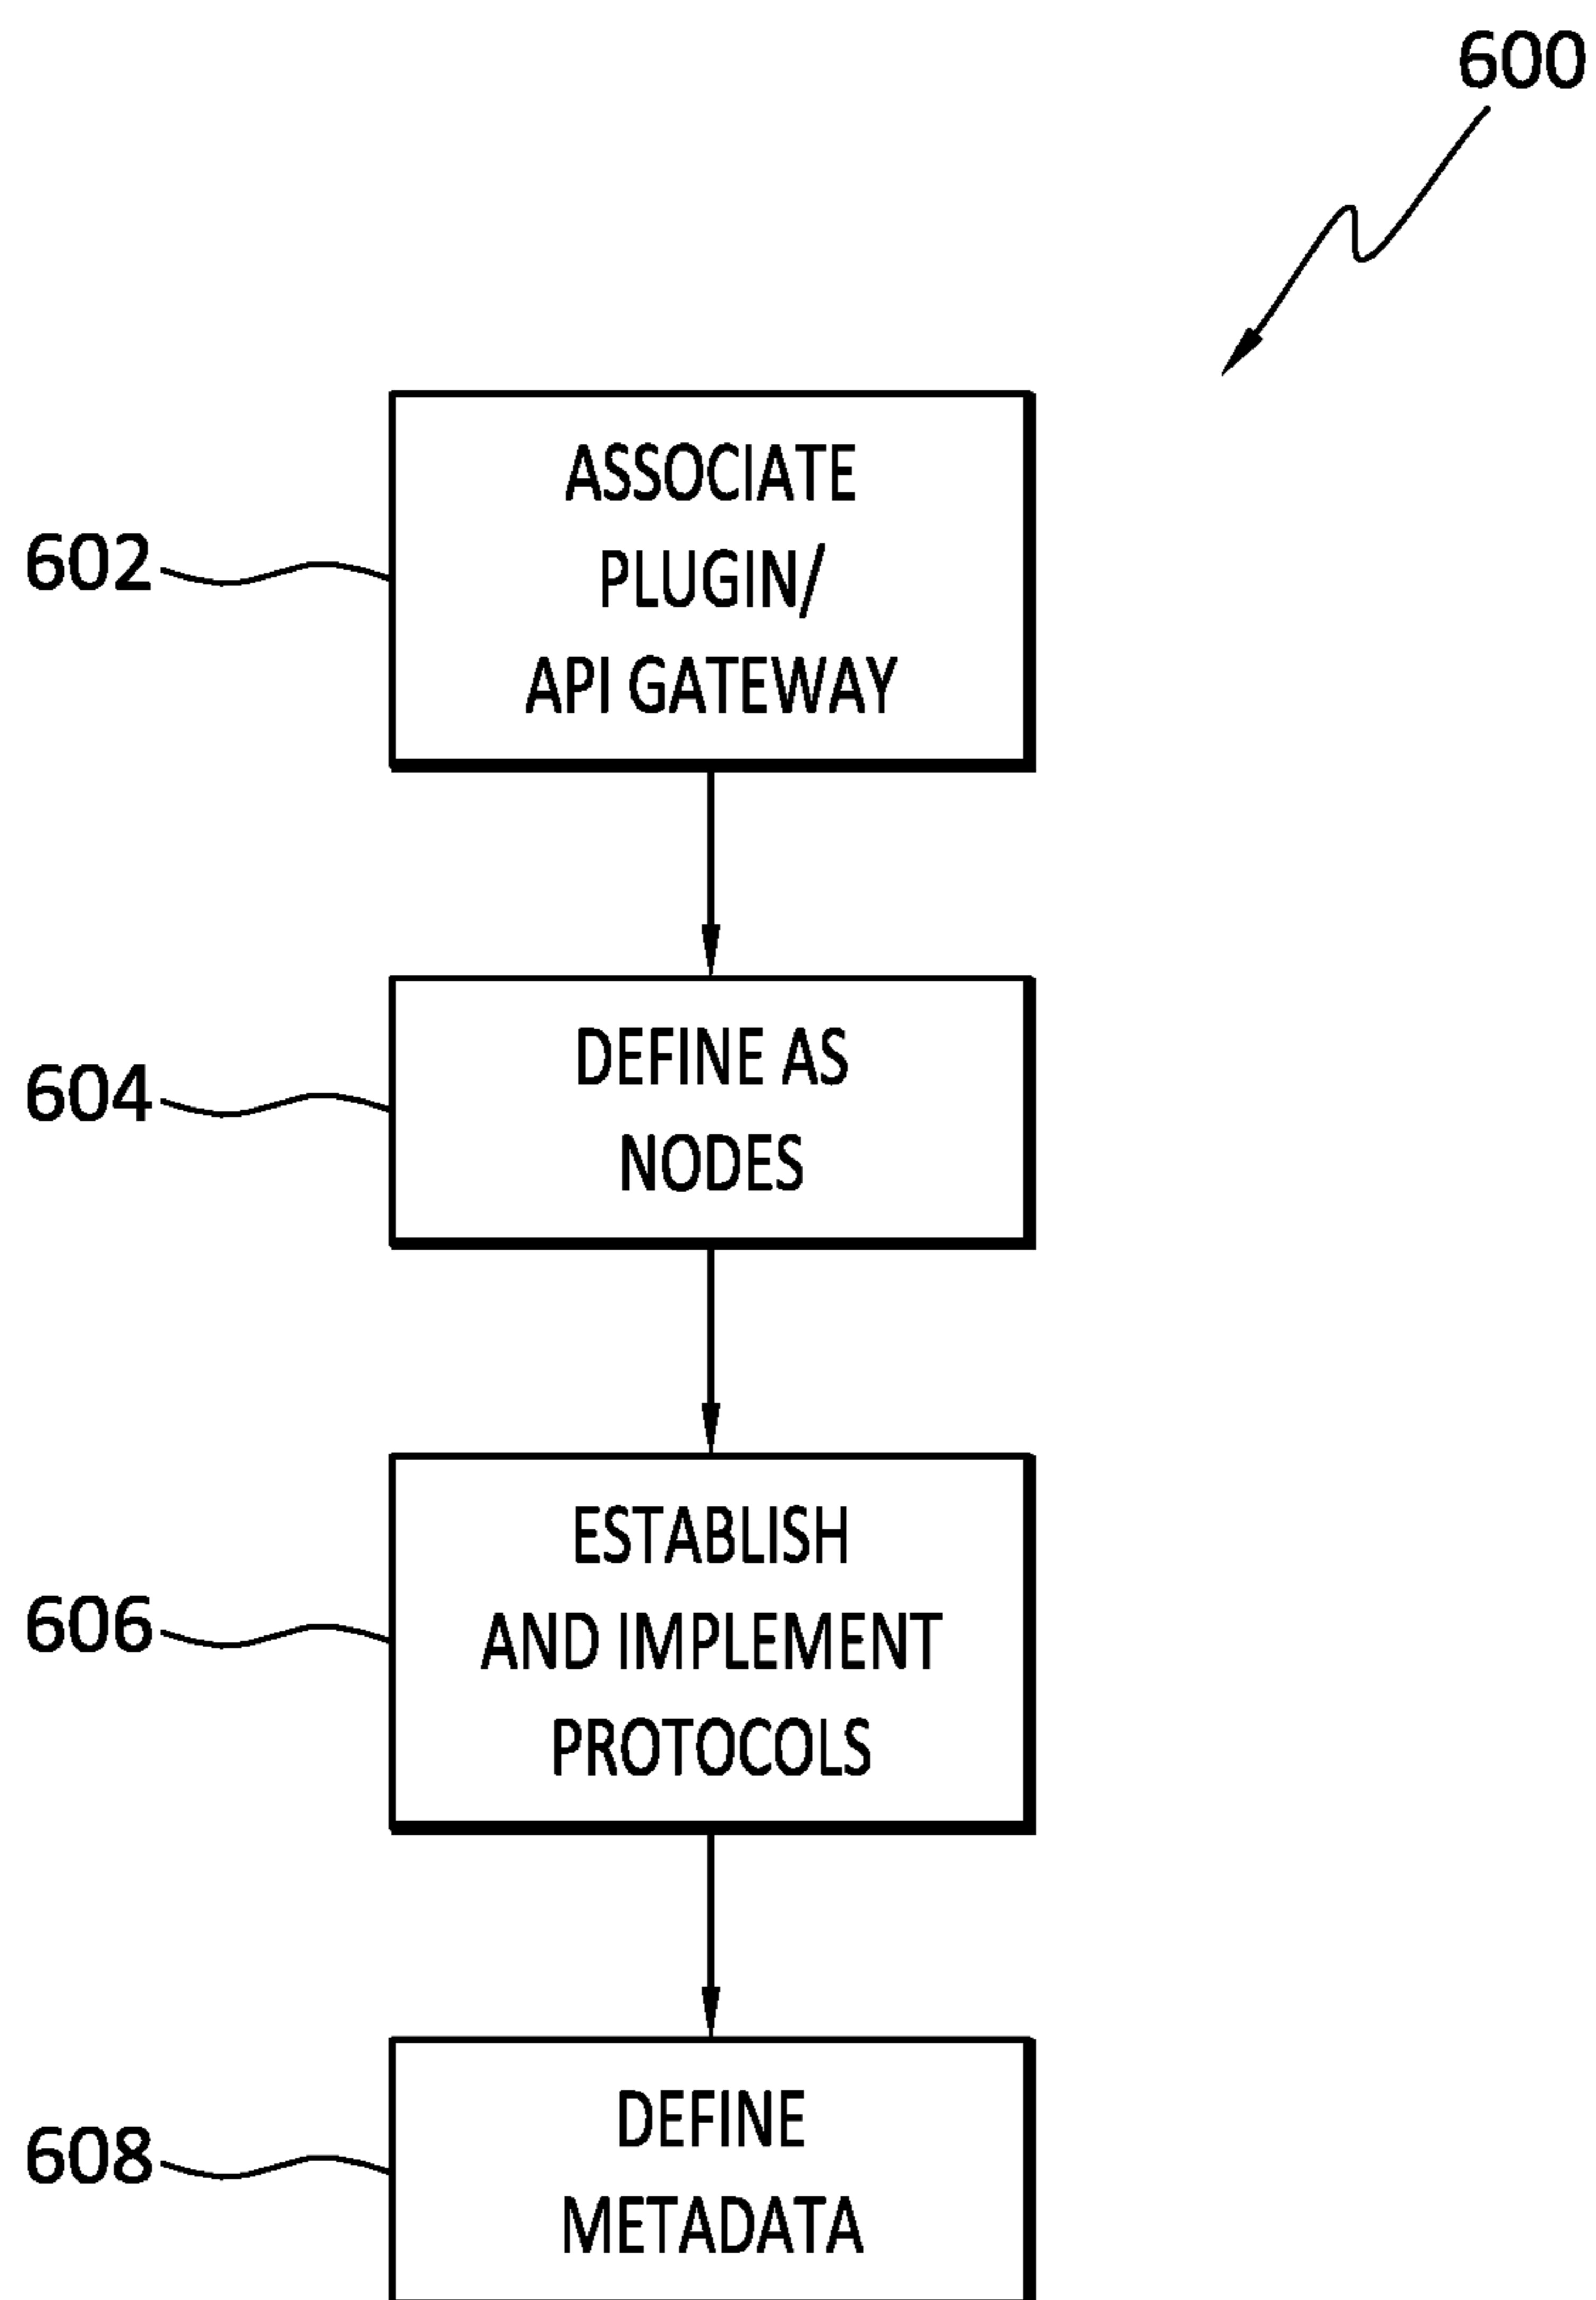 600
602
ASSOCIATE
PLUGIN/
API GATEWAY
604
DEFINE AS
NODES
606
ESTABLISH
AND IMPLEMENT
PROTOCOLS
608
DEFINE
METADATA